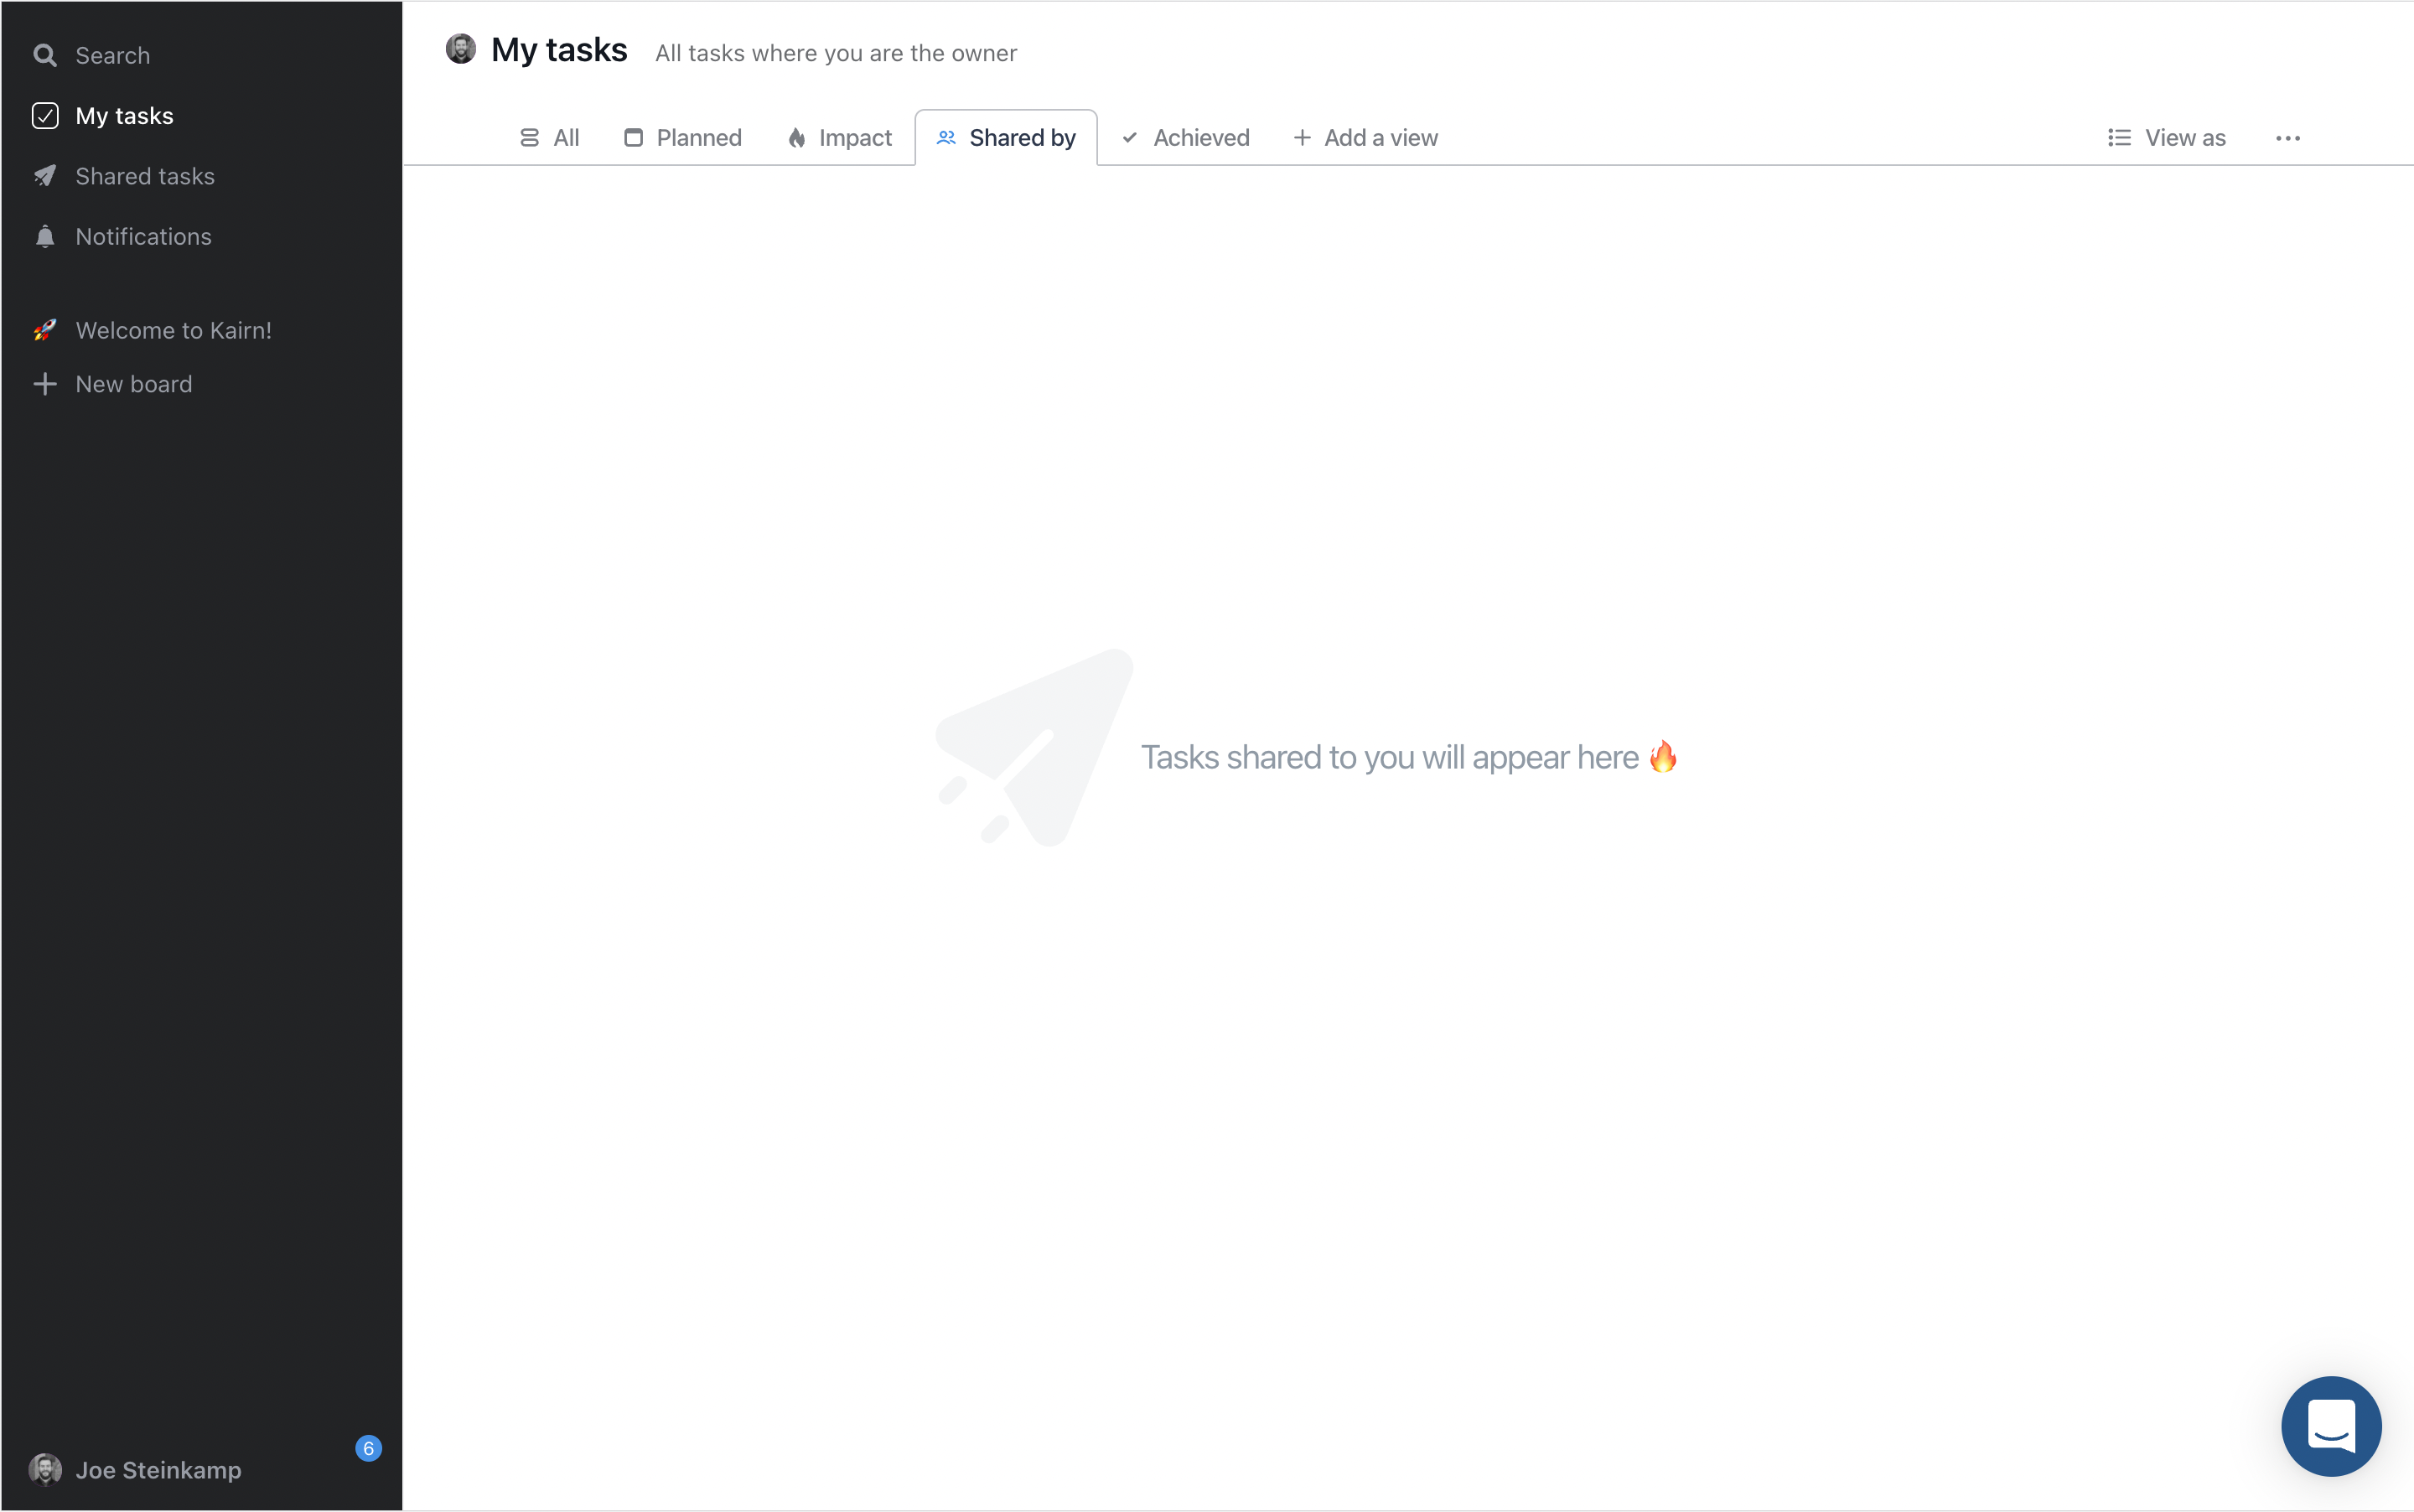 Search
My tasks
Shared tasks
Notifications
Welcome to Kairn!
New board
Joe Steinkamp
6
My tasks All tasks where you are the owner
All Planned Impact Shared by Achieved Add a view View as
Tasks shared to you will appear here 🔥